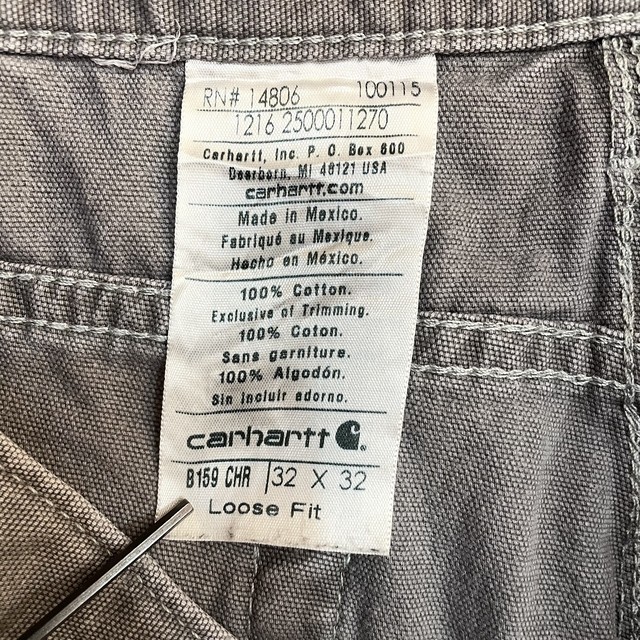 RN# 14806 100115
1216 2500011270
Carhartt, Inc. P. O. Box 600
Dearborn, MI 48121 USA
carhartt.com
Made in Mexico.
Fabriqué au Mexique.
Hecho en México.
100% Cotton.
Exclusive of Trimming.
100% Coton.
Sans garniture.
100% Algodón.
Sin incluir adorno.
carhartt
B159 CHR 32 X 32
Loose Fit